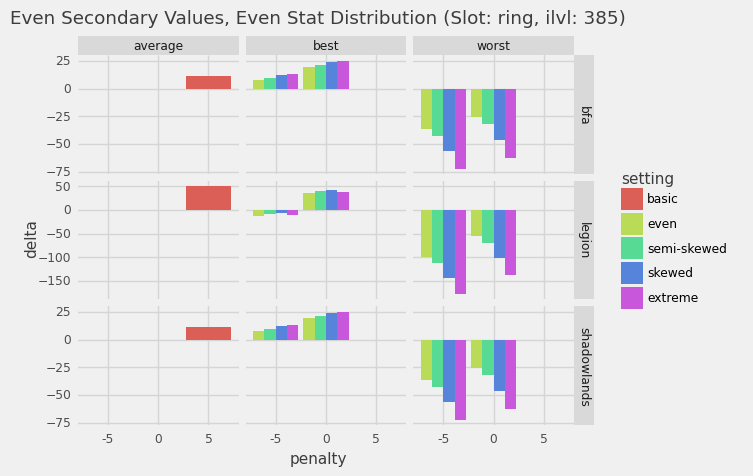 Even Secondary Values, Even Stat Distribution (Slot: ring, ilvl: 385)
average best worst
25
0
−25
−50
−75
bfa
50
0
−50
−100
−150
legion
25
0
−25
−50
−75
shadowlands
-5 0 5 -5 0 5 -5 0 5
penalty
delta
setting
basic
even
semi-skewed
skewed
extreme